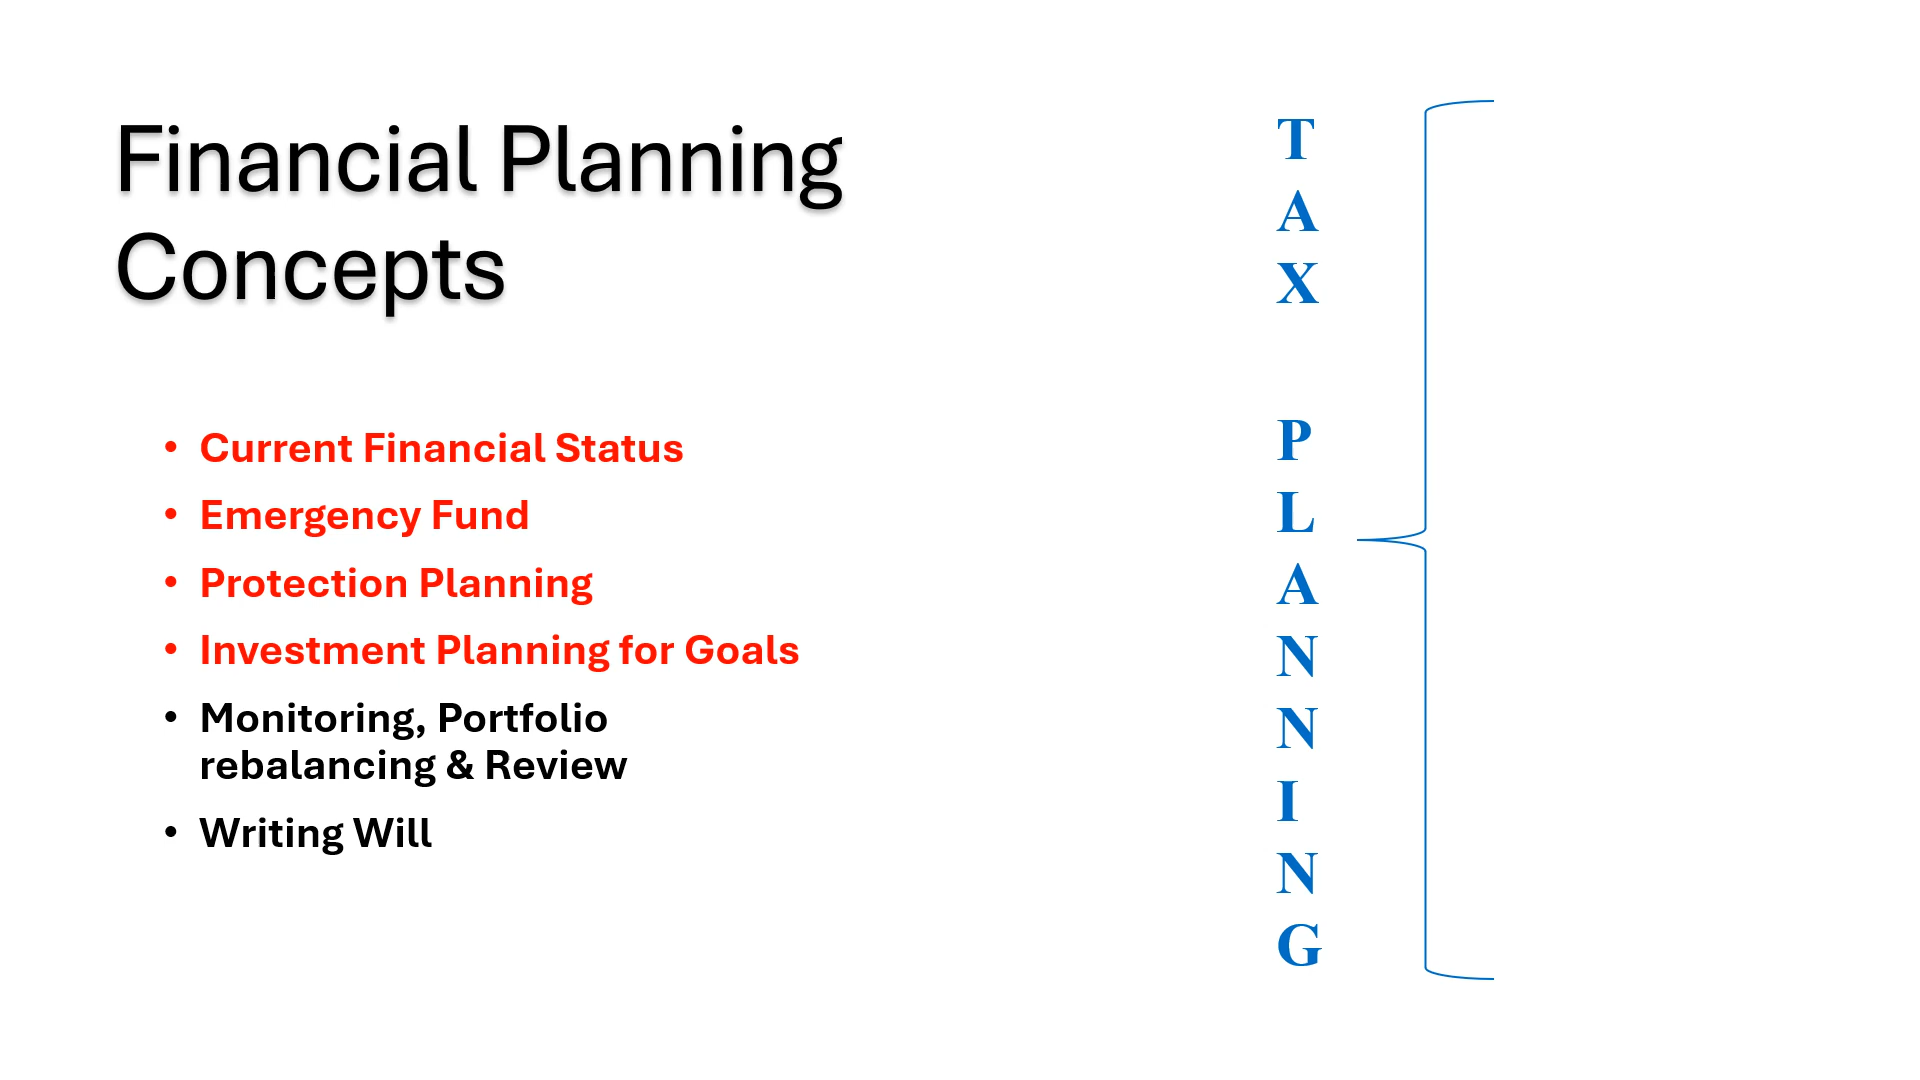 Financial Planning
Concepts
• Current Financial Status
• Emergency Fund
• Protection Planning
• Investment Planning for Goals
• Monitoring, Portfolio
rebalancing & Review
• Writing Will
T
A
X
P
L
A
N
N
I
N
G